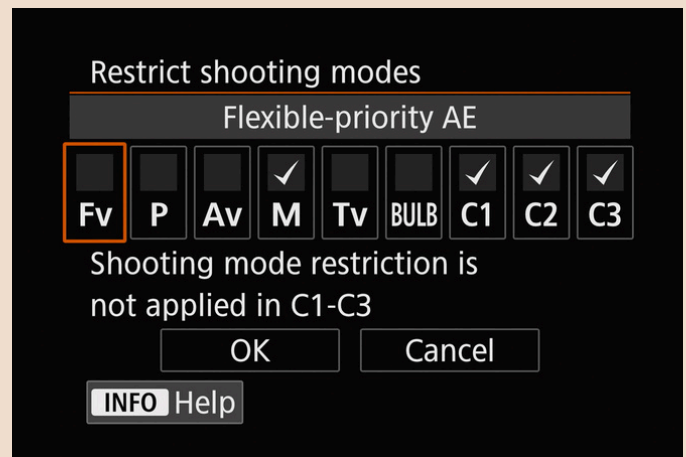 Restrict shooting modes
Flexible-priority AE
Fv P Av M Tv BULB C1 C2 C3
Shooting mode restriction is
not applied in C1-C3
OK Cancel
INFO Help